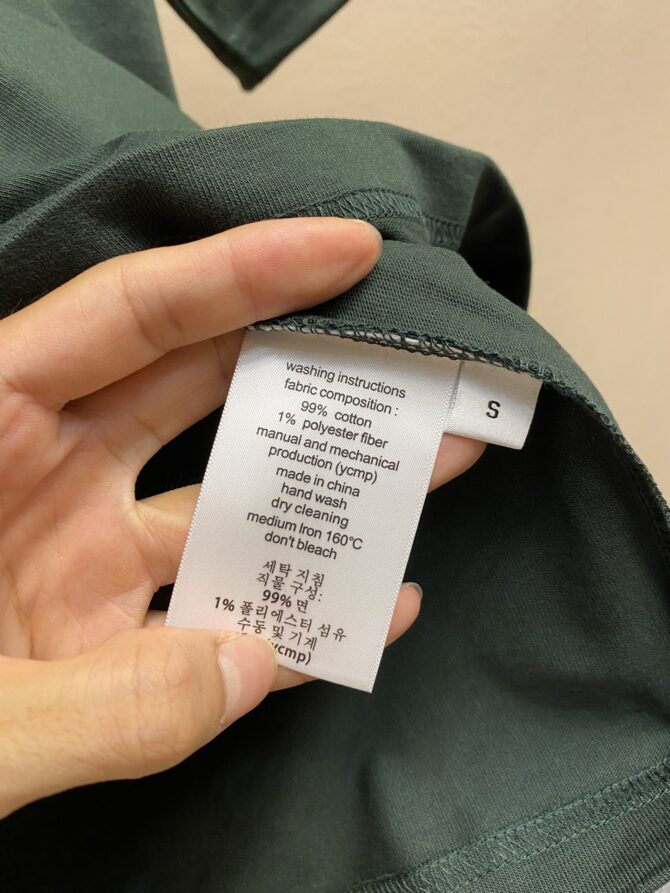 washing instructions
fabric composition :
99% cotton
1% polyester fiber
manual and mechanical
production (ycmp)
made in china
hand wash
dry cleaning
medium Iron 160℃
don't bleach
세탁 지침
직물 구성:
99% 면
1% 폴리에스터 섬유
수동 및 기계
(ycmp)
S